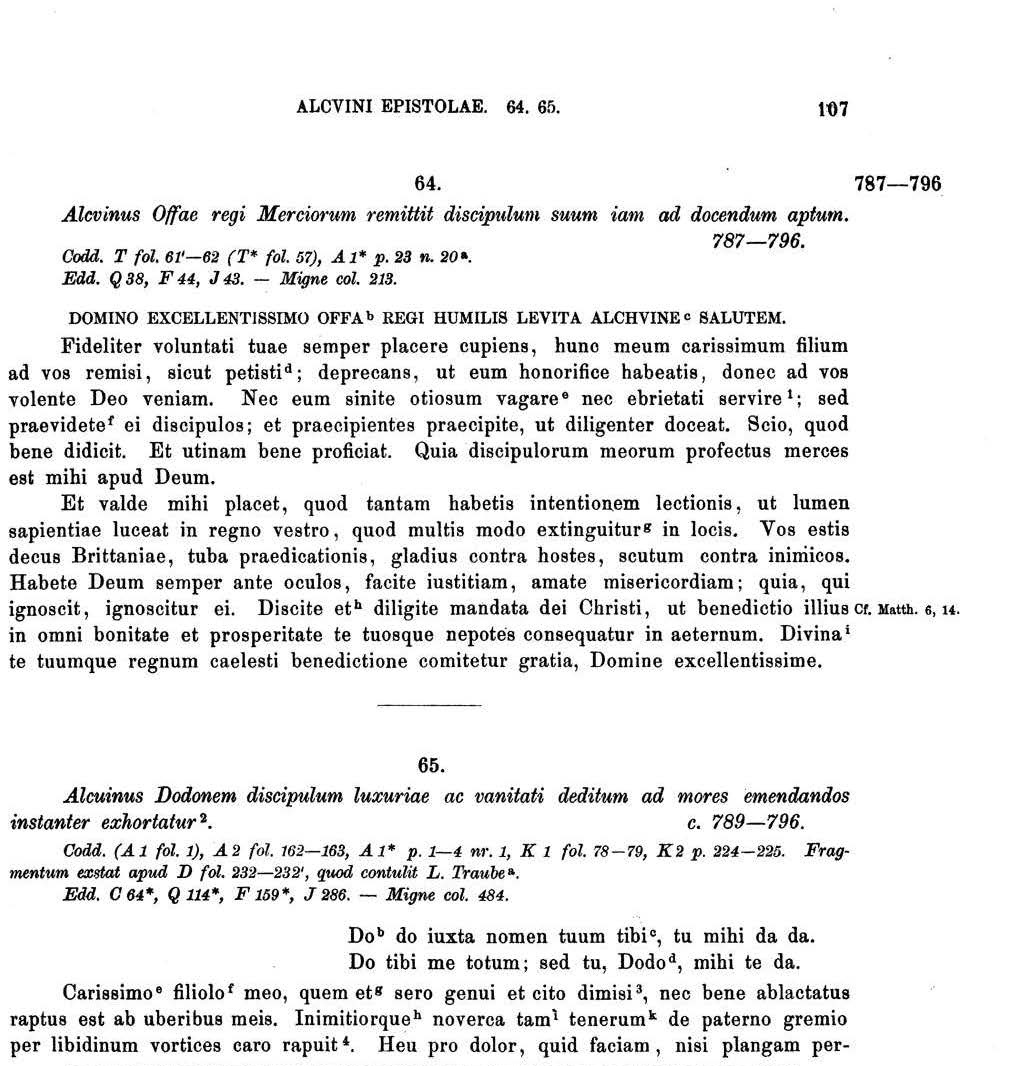 ALCVINI EPISTOLAE. 64. 65. 107
64. 787—796
Alcvinus Offae regi Merciorum remittit discipulum suum iam ad docendum aptum.
787—796.
Codd. T fol. 61'—62 (T* fol. 57), A 1* p. 23 n. 20ᵃ.
Edd. Q 38, F 44, J 43. — Migne col. 213.
DOMINO EXCELLENTISSIMO OFFAᵇ REGI HUMILIS LEVITA ALCHVINEᶜ SALUTEM.
Fideliter voluntati tuae semper placere cupiens, hunc meum carissimum filium
ad vos remisi, sicut petistiᵈ; deprecans, ut eum honorifice habeatis, donec ad vos
volente Deo veniam. Nec eum sinite otiosum vagareᵉ nec ebrietati servire¹; sed
praevideteᶠ ei discipulos; et praecipientes praecipite, ut diligenter doceat. Scio, quod
bene didicit. Et utinam bene proficiat. Quia discipulorum meorum profectus merces
est mihi apud Deum.
Et valde mihi placet, quod tantam habetis intentionem lectionis, ut lumen
sapientiae luceat in regno vestro, quod multis modo extinguiturᵍ in locis. Vos estis
decus Brittaniae, tuba praedicationis, gladius contra hostes, scutum contra inimicos.
Habete Deum semper ante oculos, facite iustitiam, amate misericordiam; quia, qui
ignoscit, ignoscitur ei. Discite etʰ diligite mandata dei Christi, ut benedictio illius Cf. Matth. 6, 14.
in omni bonitate et prosperitate te tuosque nepotes consequatur in aeternum. Divinaⁱ
te tuumque regnum caelesti benedictione comitetur gratia, Domine excellentissime.
65.
Alcuinus Dodonem discipulum luxuriae ac vanitati deditum ad mores emendandos
instanter exhortatur². c. 789—796.
Codd. (A 1 fol. 1), A 2 fol. 162—163, A 1* p. 1—4 nr. 1, K 1 fol. 78—79, K 2 p. 224—225. Frag-
mentum exstat apud D fol. 232—232', quod contulit L. Traubeᵃ.
Edd. C 64*, Q 114*, F 159*, J 286. — Migne col. 484.
Doᵇ do iuxta nomen tuum tibiᶜ, tu mihi da da.
Do tibi me totum; sed tu, Dodoᵈ, mihi te da.
Carissimoᵉ filioloᶠ meo, quem etᵍ sero genui et cito dimisi³, nec bene ablactatus
raptus est ab uberibus meis. Inimitiorqueʰ noverca tamⁱ tenerumᵏ de paterno gremio
per libidinum vortices caro rapuit⁴. Heu pro dolor, quid faciam, nisi plangam per-